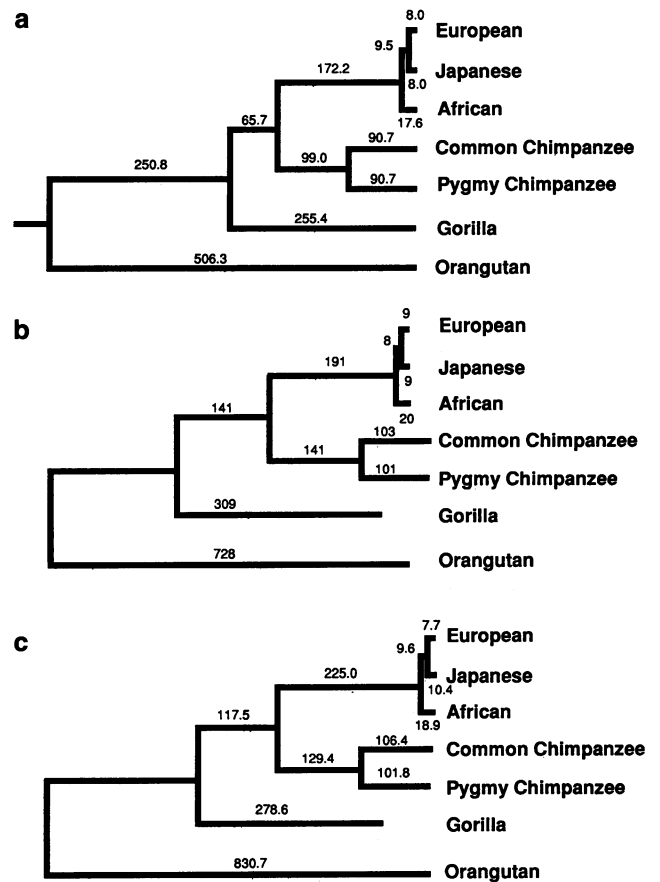 a
8.0
European
9.5
172.2
Japanese
8.0
African
17.6
65.7
90.7
Common Chimpanzee
99.0
250.8
90.7
Pygmy Chimpanzee
255.4
Gorilla
506.3
Orangutan
b
9
European
8
191
Japanese
9
African
20
141
103
Common Chimpanzee
141
101
Pygmy Chimpanzee
309
Gorilla
728
Orangutan
c
7.7
European
9.6
225.0
Japanese
10.4
African
18.9
117.5
106.4
Common Chimpanzee
129.4
101.8
Pygmy Chimpanzee
278.6
Gorilla
830.7
Orangutan